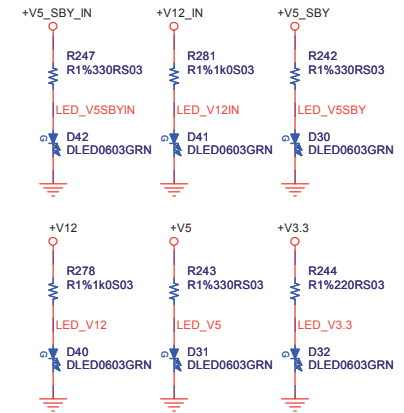 +V5_SBY_IN
+V12_IN
+V5_SBY
R247
R1%330RS03
R281
R1%1k0S03
R242
R1%330RS03
LED_V5SBYIN
LED_V12IN
LED_V5SBY
G
D42
DLED0603GRN
G
D41
DLED0603GRN
G
D30
DLED0603GRN
+V12
+V5
+V3.3
R278
R1%1k0S03
R243
R1%330RS03
R244
R1%220RS03
LED_V12
LED_V5
LED_V3.3
G
D40
DLED0603GRN
G
D31
DLED0603GRN
G
D32
DLED0603GRN